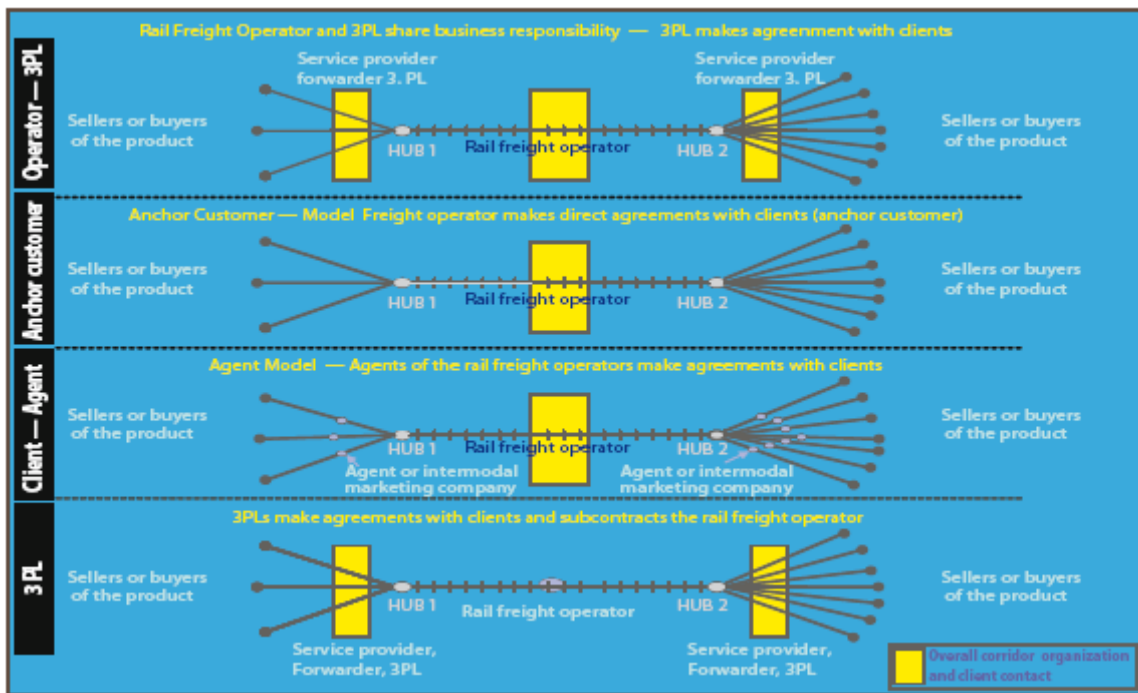 Operator — 3PL
Rail Freight Operator and 3PL share business responsibility — 3PL makes agreenment with clients
Service provider
forwarder 3. PL
Service provider
forwarder 3. PL
Sellers or buyers
of the product
HUB 1
Rail freight operator
HUB 2
Sellers or buyers
of the product
Anchor customer
Anchor Customer — Model Freight operator makes direct agreements with clients (anchor customer)
Sellers or buyers
of the product
HUB 1
Rail freight operator
HUB 2
Sellers or buyers
of the product
Client — Agent
Agent Model — Agents of the rail freight operators make agreements with clients
Sellers or buyers
of the product
HUB 1
Rail freight operator
HUB 2
Sellers or buyers
of the product
Agent or intermodal
marketing company
Agent or intermodal
marketing company
3PL
3PLs make agreements with clients and subcontracts the rail freight operator
Sellers or buyers
of the product
HUB 1
Rail freight operator
HUB 2
Sellers or buyers
of the product
Service provider,
Forwarder, 3PL
Service provider,
Forwarder, 3PL
Overall corridor organization
and client contact